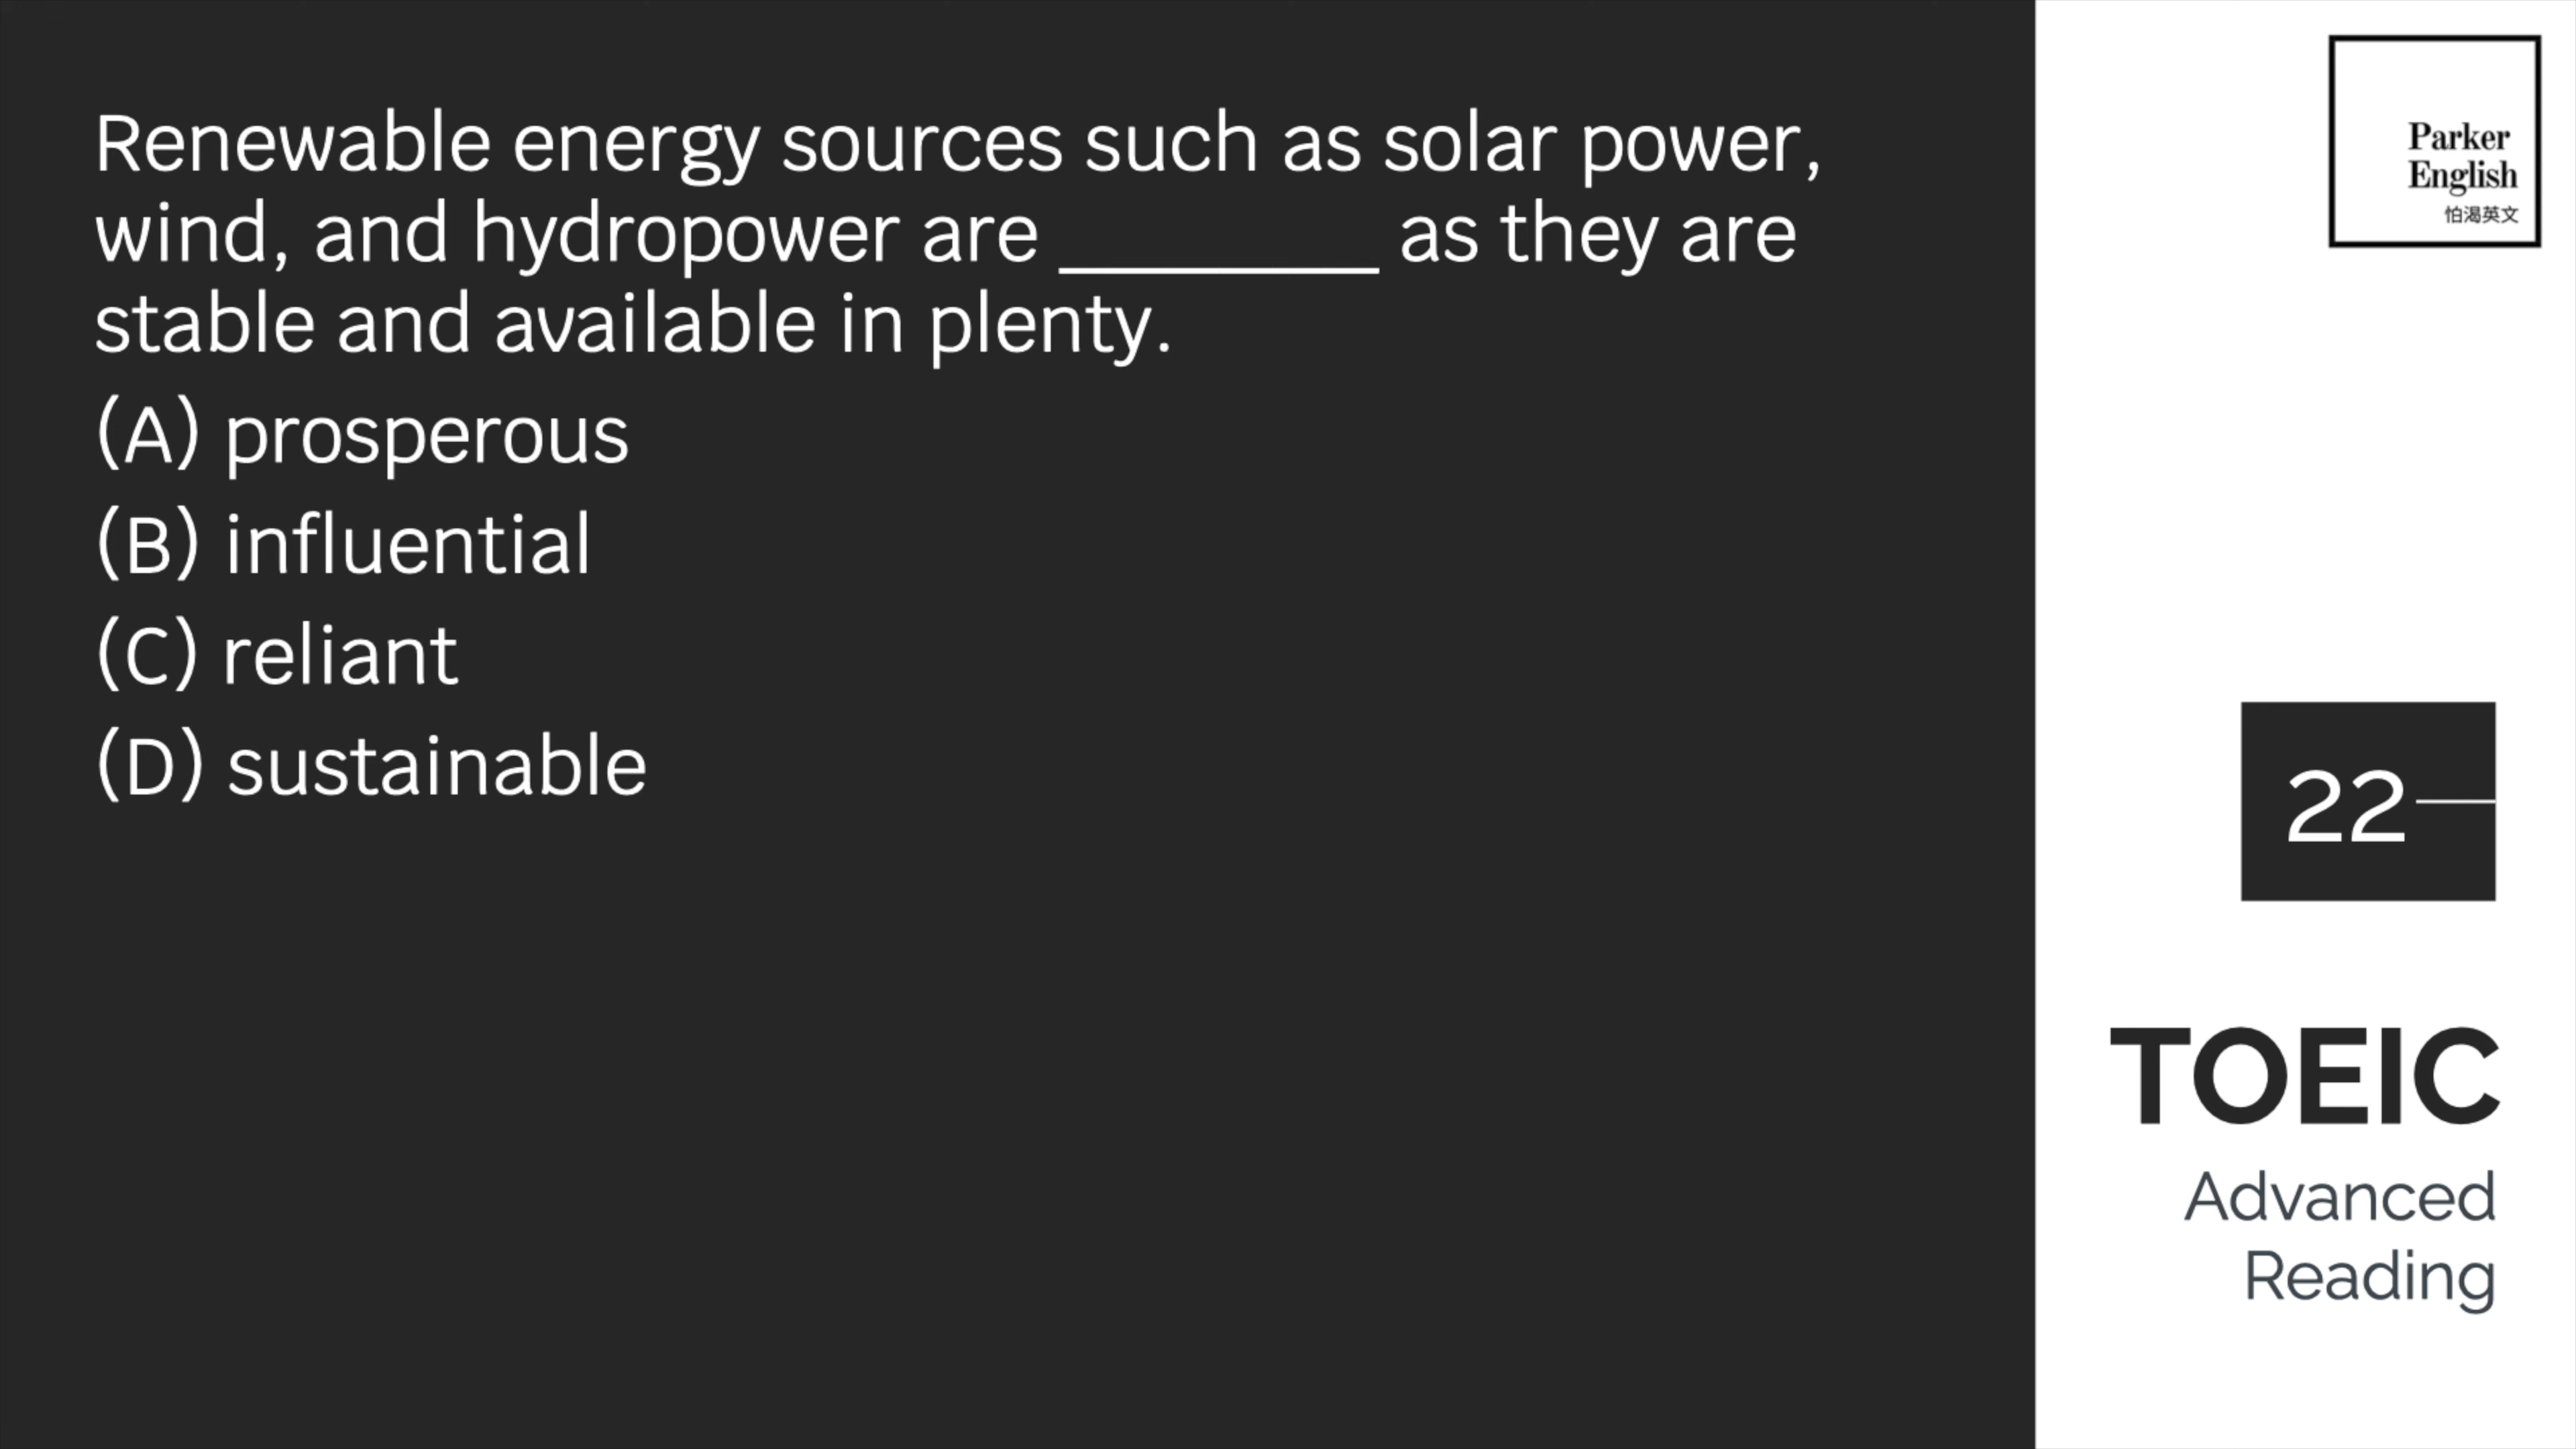 Renewable energy sources such as solar power,
wind, and hydropower are ________ as they are
stable and available in plenty.
(A) prosperous
(B) influential
(C) reliant
(D) sustainable
Parker
English
怕渴英文
22
TOEIC
Advanced
Reading